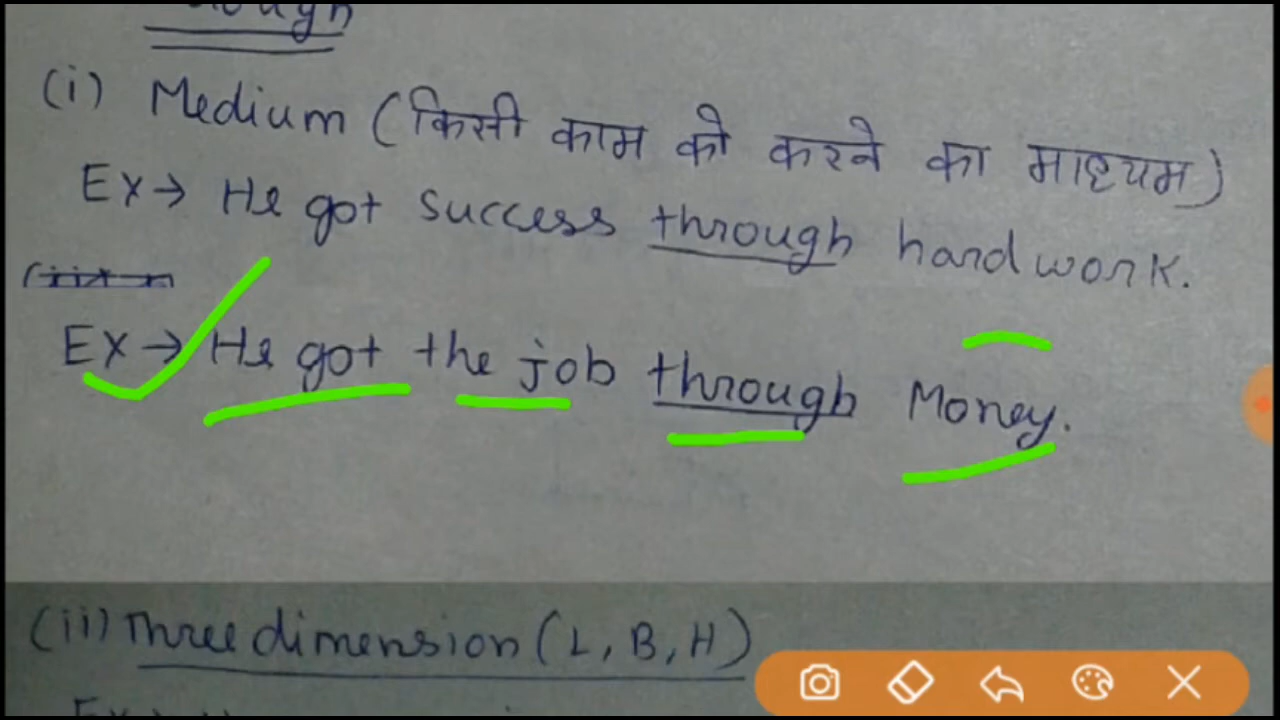 (i) Medium (किसी काम को करने का माध्यम)
Ex → He got success through hard work.
Ex → He got the job through Money.
(ii) Three dimension (L, B, H)